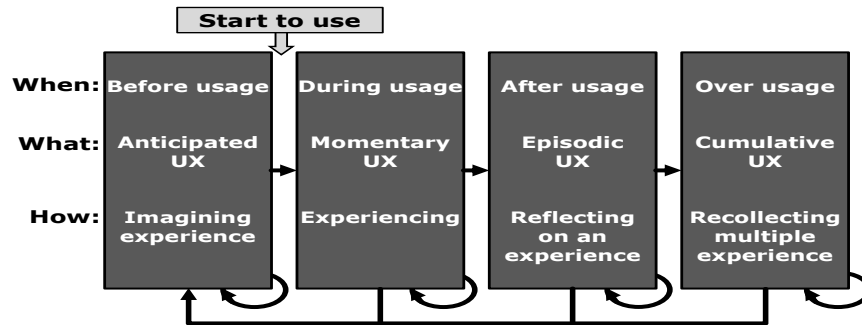 Start to use
When: Before usage During usage After usage Over usage
What: Anticipated Momentary Episodic Cumulative
UX UX UX UX
How: Imagining Experiencing Reflecting Recollecting
experience on an multiple
experience experience